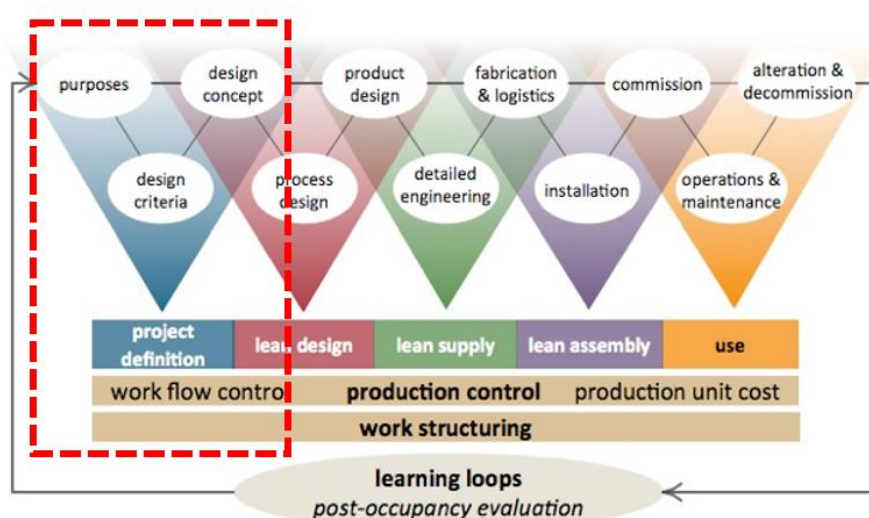 purposes
design
concept
product
design
fabrication
& logistics
commission
alteration &
decommission
design
criteria
process
design
detailed
engineering
installation
operations &
maintenance
project
definition
lean design
lean supply
lean assembly
use
work flow control
production control
production unit cost
work structuring
learning loops
post-occupancy evaluation